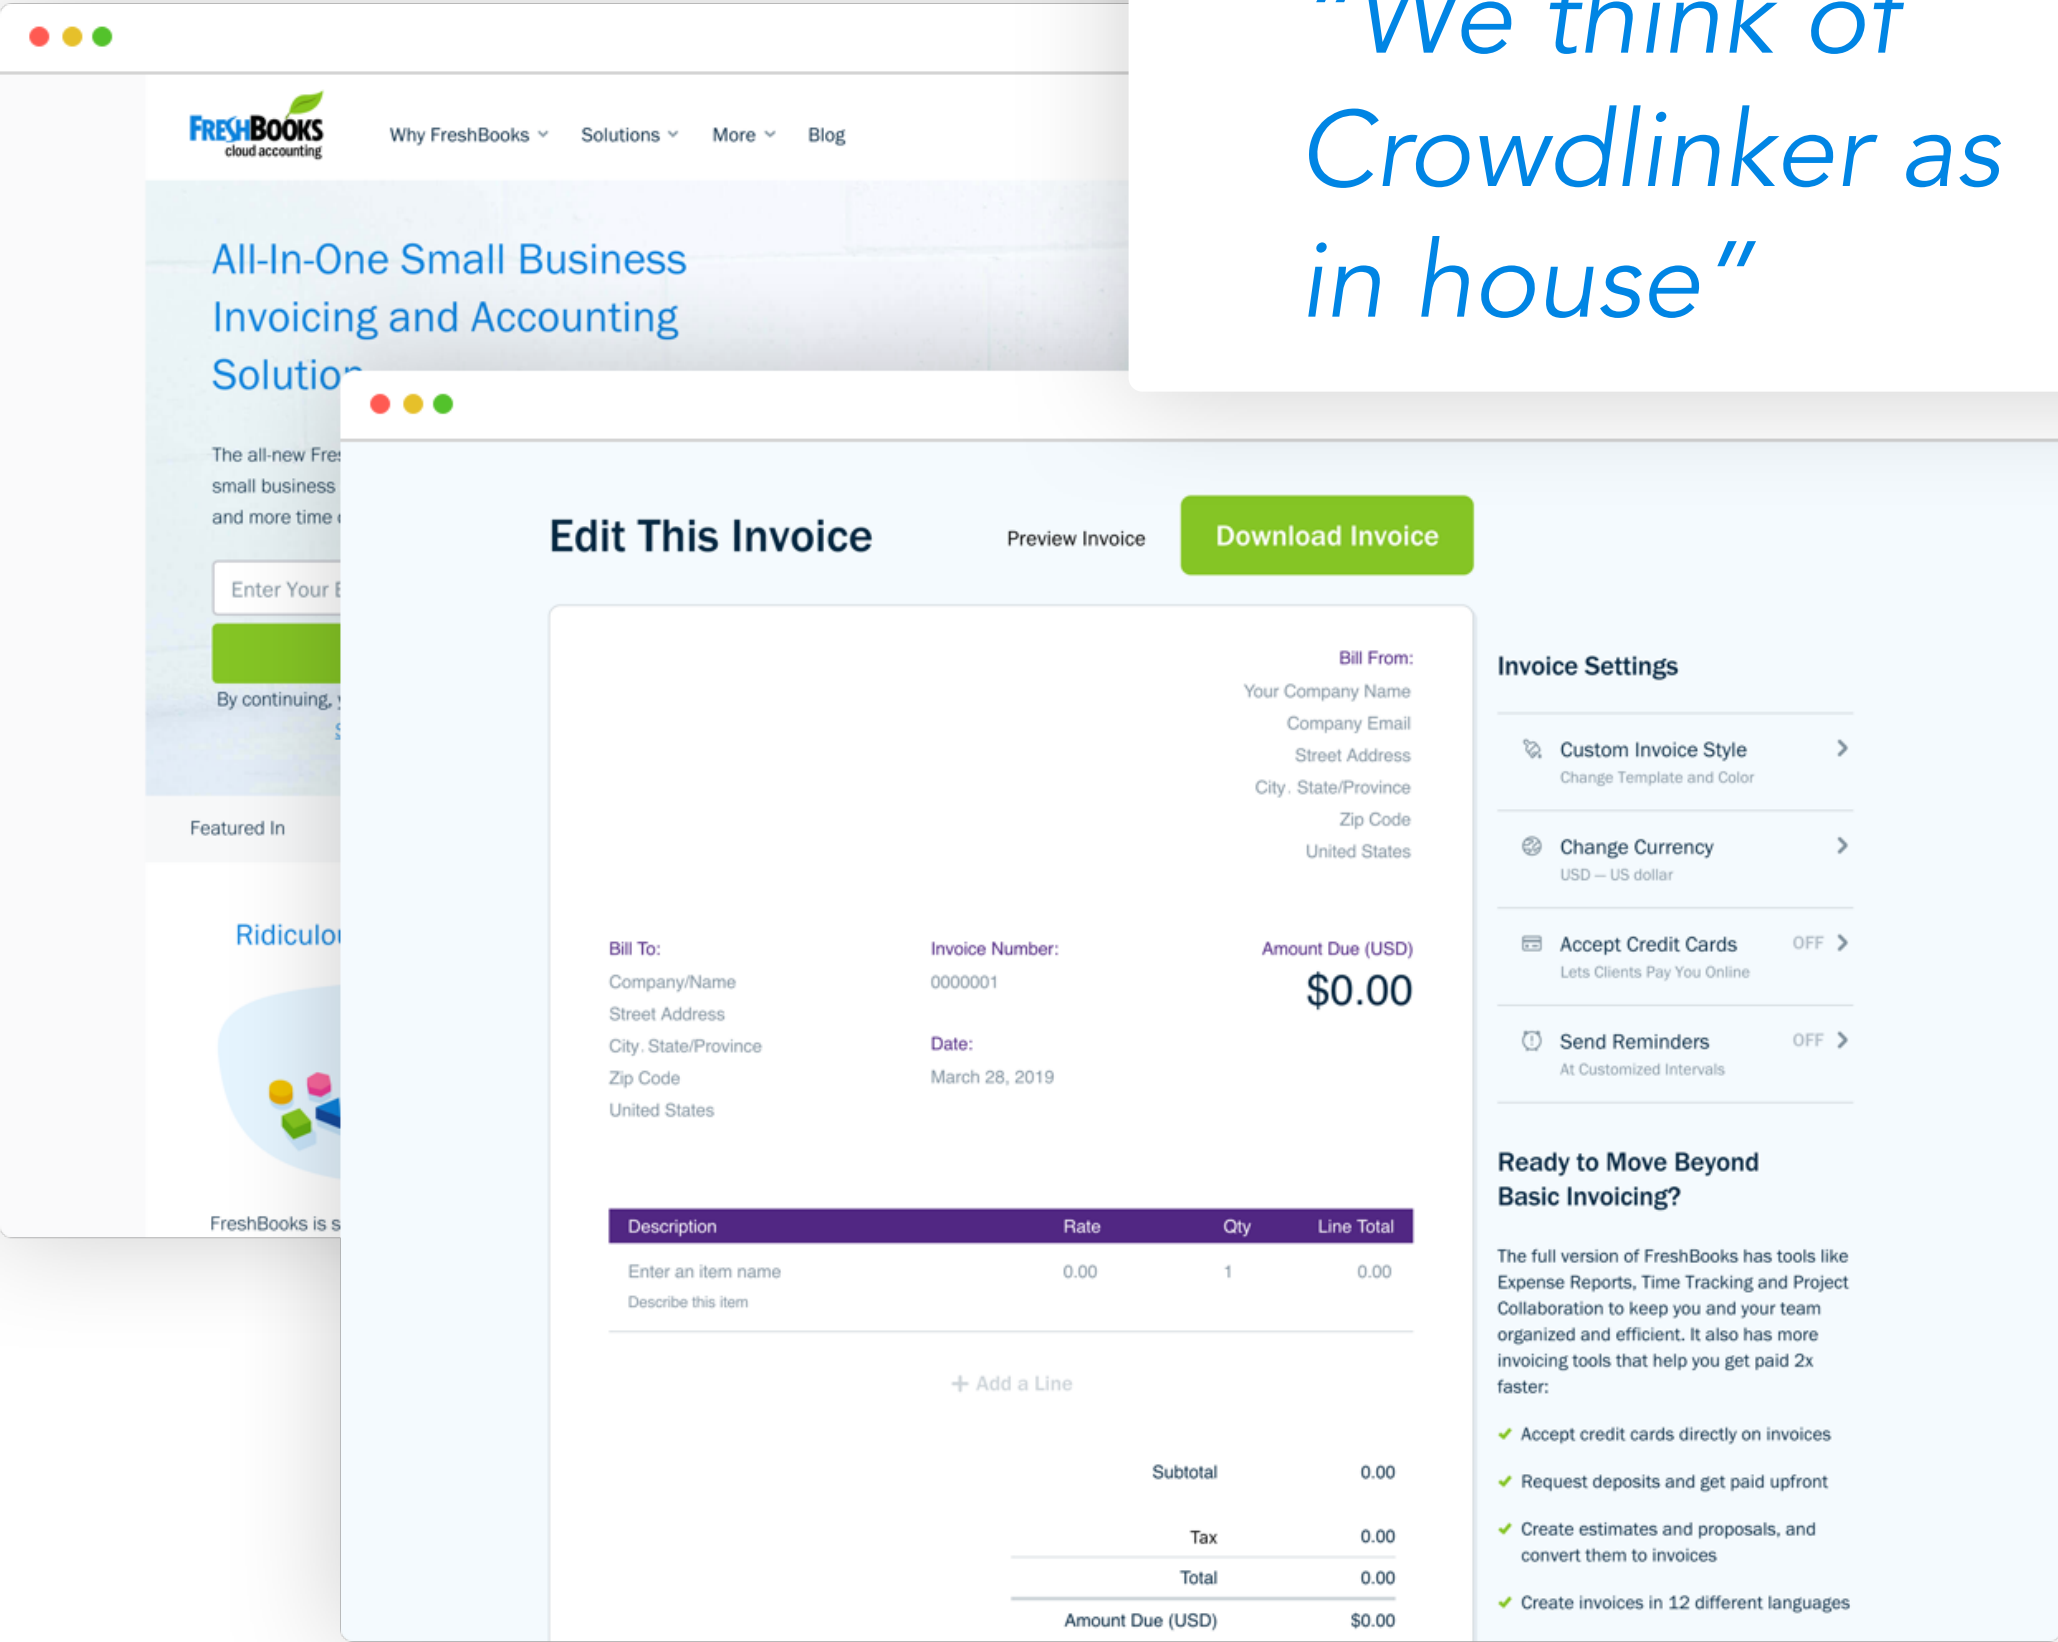 "We think of
Crowdlinker as
in house"
FRESHBOOKS
cloud accounting
Why FreshBooks
Solutions
More
Blog
All-In-One Small Business
Invoicing and Accounting
Solution
The all-new
small business
and more time
Enter Your
By continuing,
Featured In
FreshBooks is
Edit This Invoice
Preview Invoice
Download Invoice
Bill From:
Your Company Name
Company Email
Street Address
City. State/Province
Zip Code
United States
Bill To:
Company/Name
Street Address
City. State/Province
Zip Code
United States
Invoice Number:
0000001
Date:
March 28, 2019
Amount Due (USD)
$0.00
Description Rate Qty Line Total
Enter an item name 0.00 1 0.00
Describe this item
+ Add a Line
Subtotal 0.00
Tax 0.00
Total 0.00
Amount Due (USD) $0.00
Invoice Settings
Custom Invoice Style
Change Template and Color
Change Currency
USD — US dollar
Accept Credit Cards OFF
Lets Clients Pay You Online
Send Reminders OFF
At Customized Intervals
Ready to Move Beyond
Basic Invoicing?
The full version of FreshBooks has tools like
Expense Reports, Time Tracking and Project
Collaboration to keep you and your team
organized and efficient. It also has more
invoicing tools that help you get paid 2x
faster:
Accept credit cards directly on invoices
Request deposits and get paid upfront
Create estimates and proposals, and
convert them to invoices
Create invoices in 12 different languages